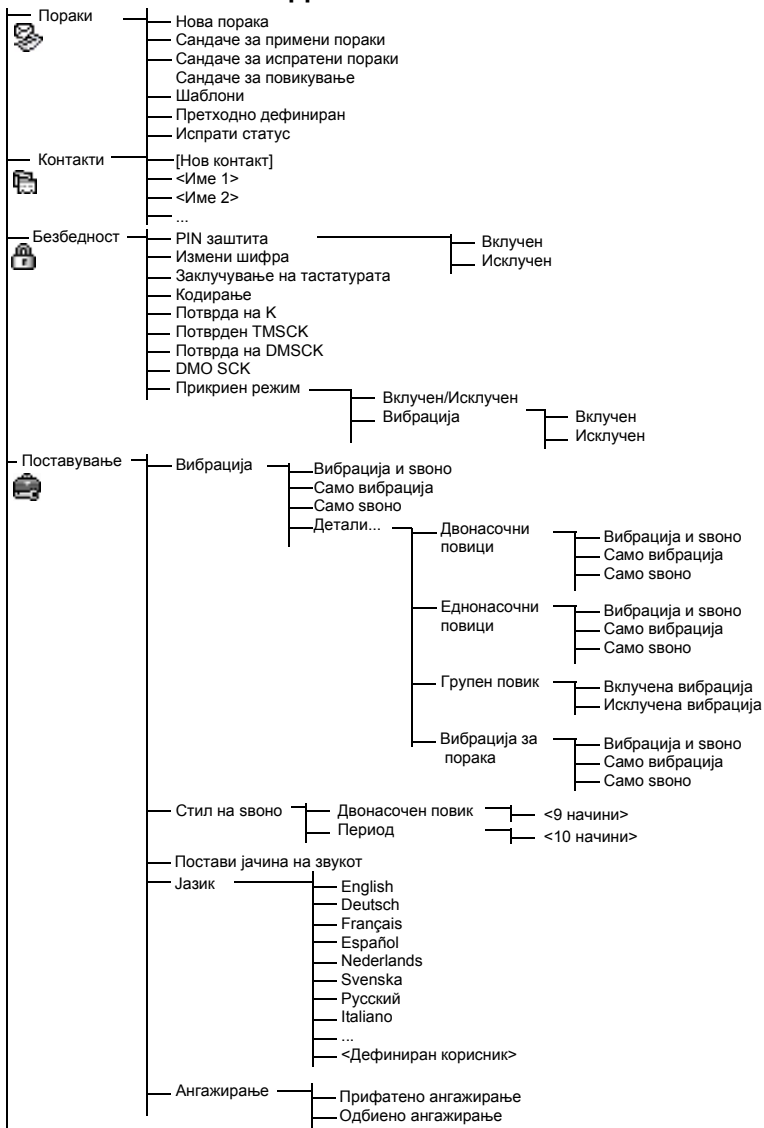 Пораки
Нова порака
Сандаче за примени пораки
Сандаче за испратени пораки
Сандаче за повикување
Шаблони
Претходно дефиниран
Испрати статус
Контакти
[Нов контакт]
<Име 1>
<Име 2>
...
Безбедност
PIN заштита
Вклучен
Исклучен
Измени шифра
Заклучување на тастатурата
Кодирање
Потврда на K
Потврден TMSCK
Потврда на DMSCK
DMO SCK
Прикриен режим
Вклучен/Исклучен
Вибрација
Вклучен
Исклучен
Поставување
Вибрација
Вибрација и ѕвоно
Само вибрација
Само ѕвоно
Детали...
Двонасочни
повици
Вибрација и ѕвоно
Само вибрација
Само ѕвоно
Еднонасочни
повици
Вибрација и ѕвоно
Само вибрација
Само ѕвоно
Групен повик
Вклучена вибрација
Исклучена вибрација
Вибрација за
порака
Вибрација и ѕвоно
Само вибрација
Само ѕвоно
Стил на ѕвоно
Двонасочен повик
<9 начини>
Период
<10 начини>
Постави јачина на звукот
Јазик
English
Deutsch
Français
Español
Nederlands
Svenska
Русский
Italiano
...
<Дефиниран корисник>
Ангажирање
Прифатено ангажирање
Одбиено ангажирање